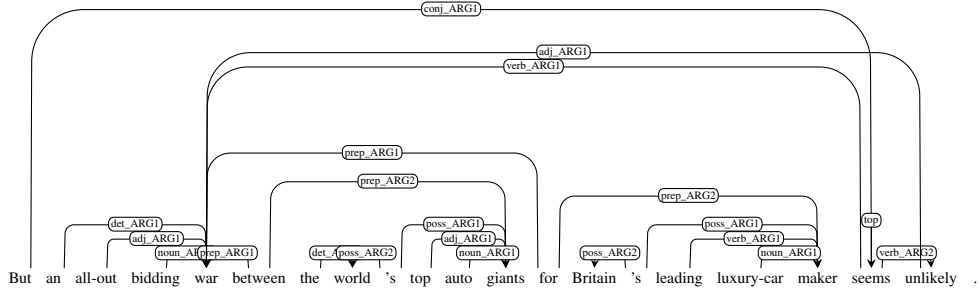 conj_ARG1
adj_ARG1
verb_ARG1
prep_ARG1
prep_ARG2
prep_ARG2
top
det_ARG1 poss_ARG1 poss_ARG1
adj_ARG1 adj_ARG1 verb_ARG1
noun_AR prep_ARG1 det_A poss_ARG2 noun_ARG1 poss_ARG2 noun_ARG1 verb_ARG2
But an all-out bidding war between the world 's top auto giants for Britain 's leading luxury-car maker seems unlikely .